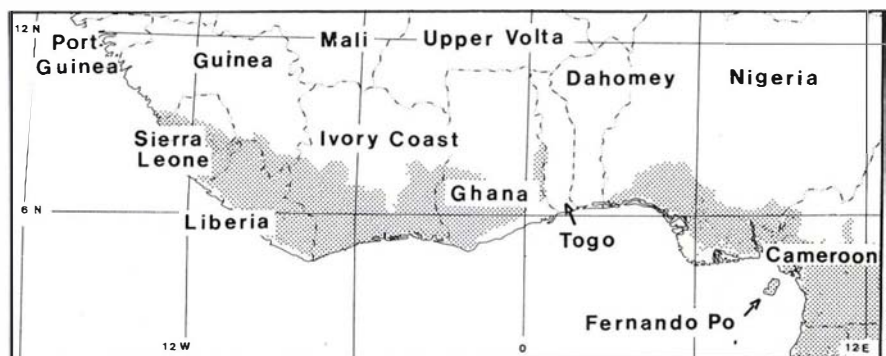 12 N
Port
Guinea
Guinea
Mali
Upper Volta
Dahomey
Nigeria
Sierra
Leone
Ivory Coast
Ghana
6 N
Liberia
Togo
Cameroon
Fernando Po
12 W
0
12 E